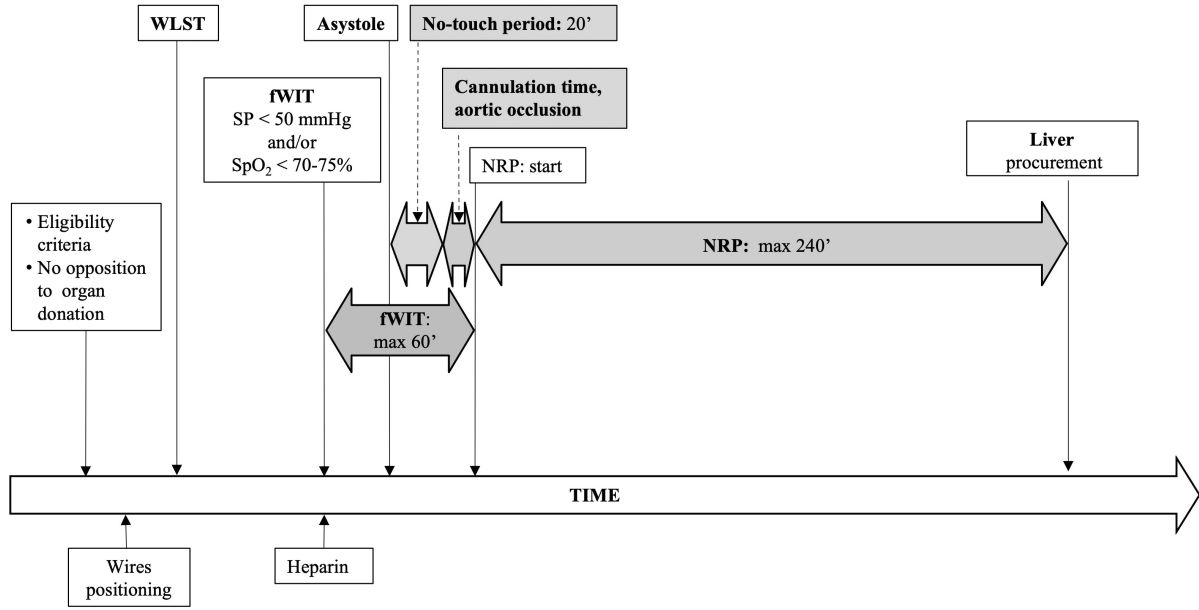 WLST
Asystole
No-touch period: 20’
fWIT
SP < 50 mmHg
and/or
SpO₂ < 70-75%
Cannulation time,
aortic occlusion
NRP: start
Liver
procurement
• Eligibility
criteria
• No opposition
to organ
donation
NRP: max 240’
fWIT:
max 60’
TIME
Wires
positioning
Heparin